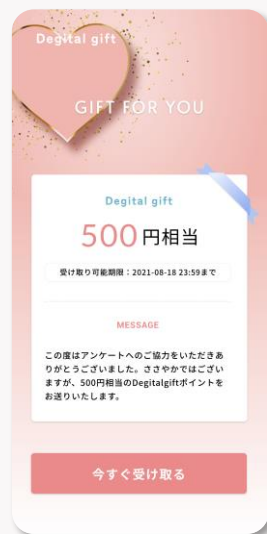 Degital gift
GIFT FOR YOU
Degital gift
500 円相当
受け取り可能期限：2021-08-18 23:59まで
MESSAGE
この度はアンケートへのご協力をいただきあ
りがとうございました。ささやかではござい
ますが、500円相当のDegitalgiftポイントを
お送りいたします。
今すぐ受け取る